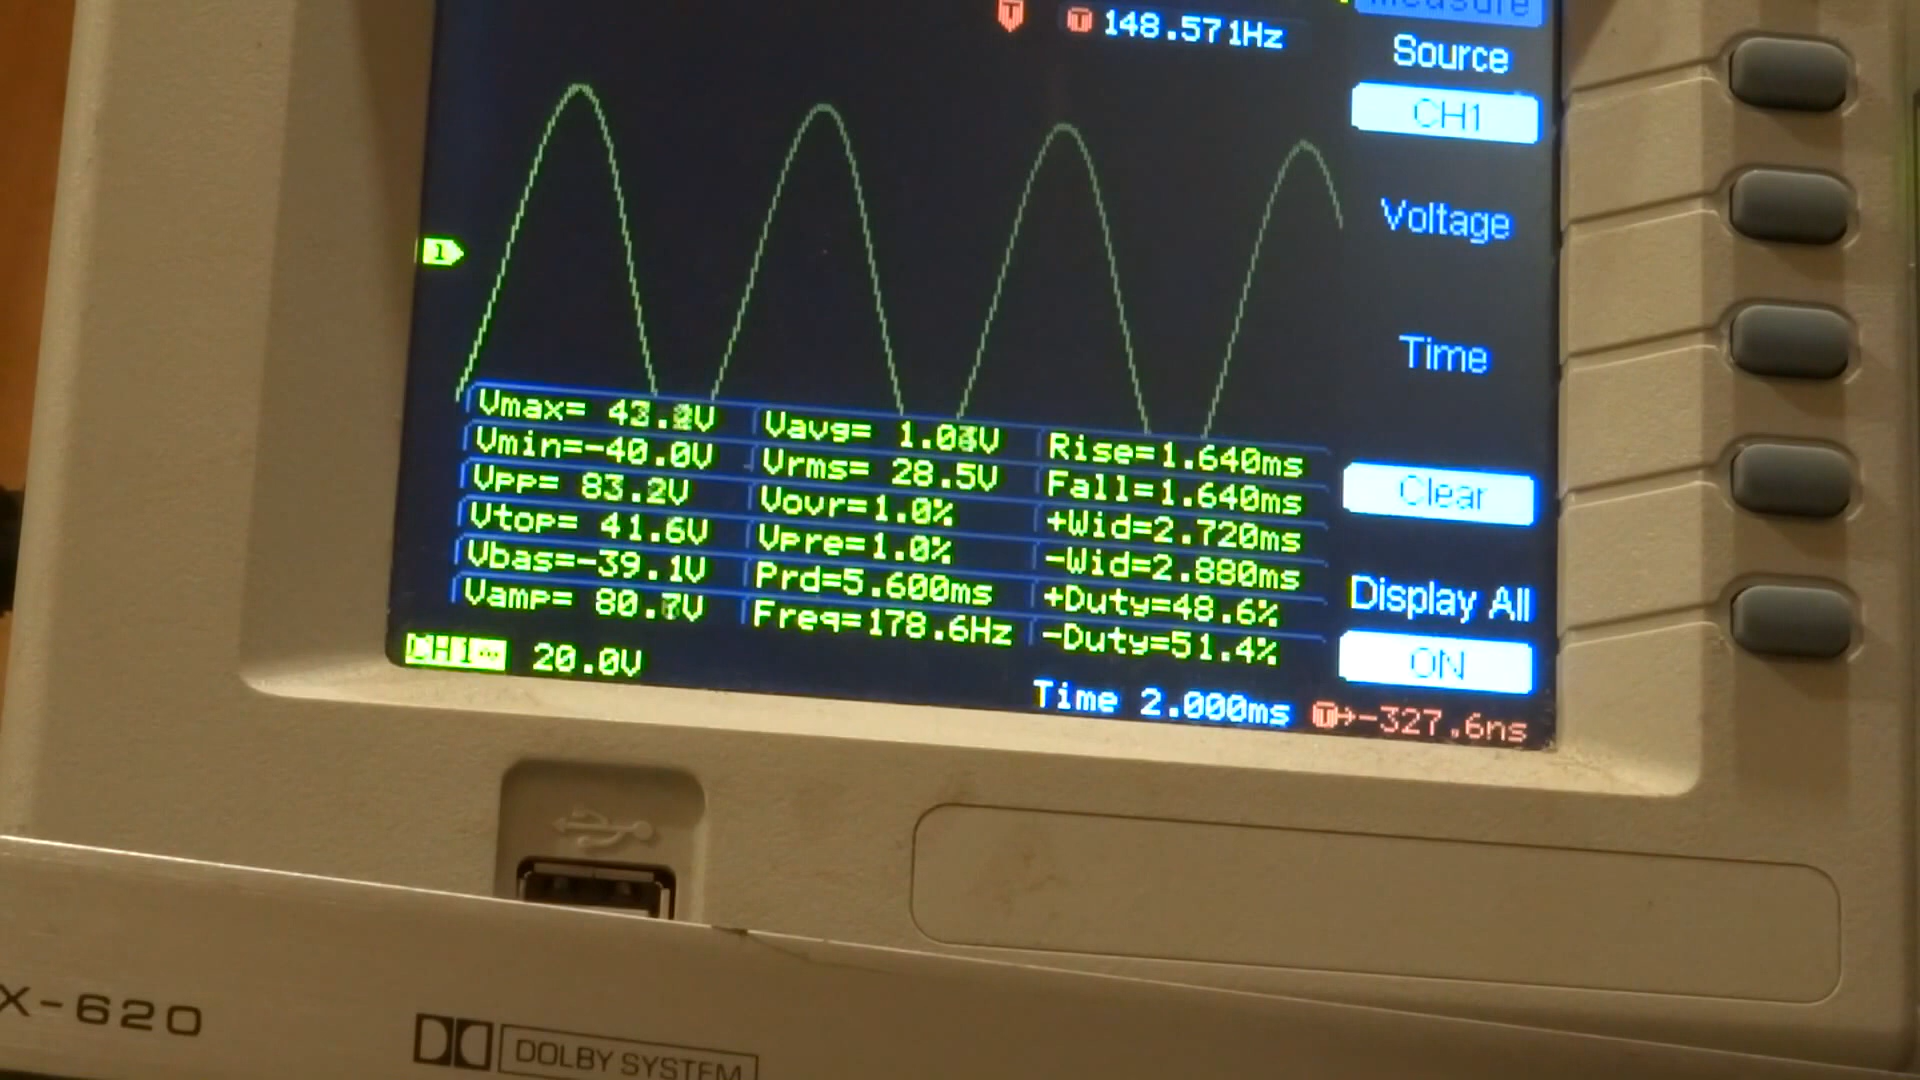 Measure
T
T 148.571Hz
Source
CH1
Voltage
1
Time
Vmax= 43.2V Vavg= 1.03V Rise=1.640ms
Vmin=-40.0V Vrms= 28.5V Fall=1.640ms
Vpp= 83.2V Vovr=1.0% +Wid=2.720ms
Vtop= 41.6V Vpre=1.0% -Wid=2.880ms
Vbas=-39.1V Prd=5.600ms +Duty=48.6%
Vamp= 80.7V Freq=178.6Hz -Duty=51.4%
Clear
Display All
ON
CH1 20.0V
Time 2.000ms T→-327.6ns
X-620
DOLBY SYSTEM